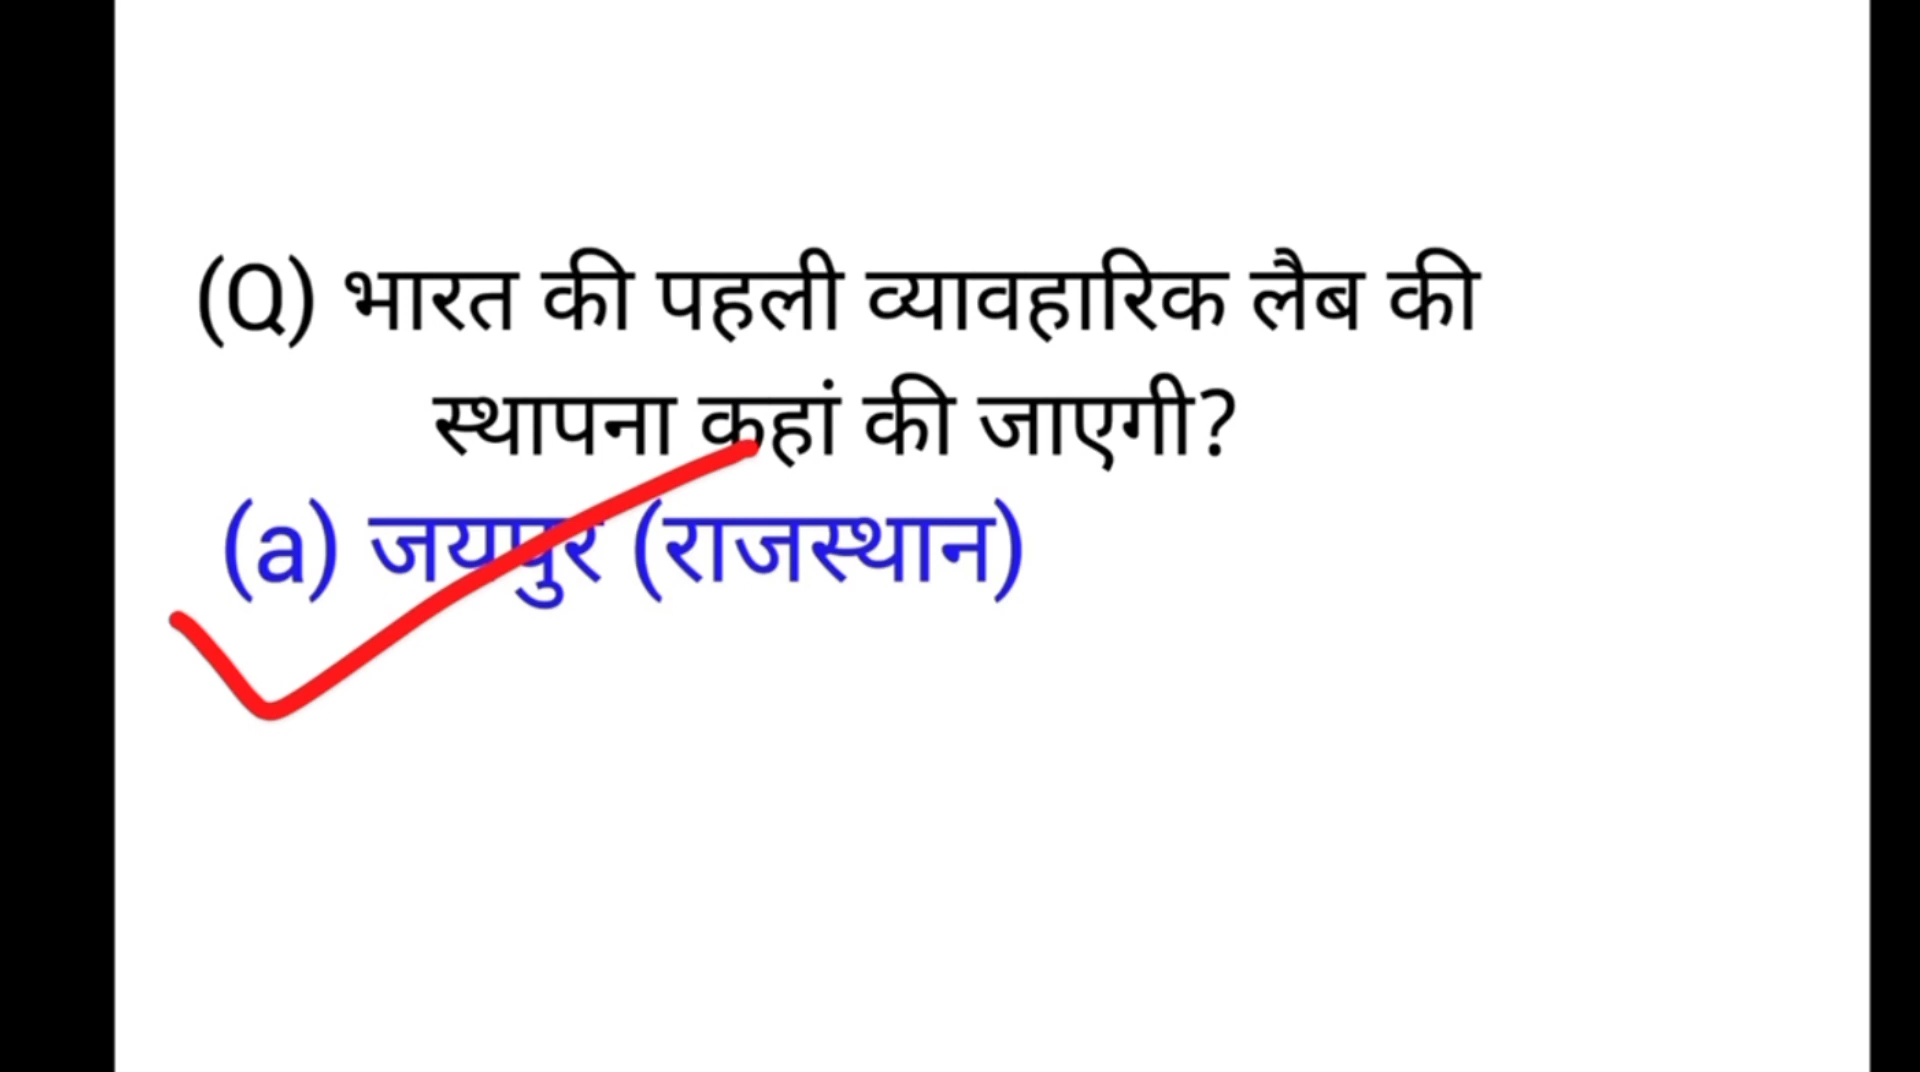 (Q) भारत की पहली व्यावहारिक लैब की
स्थापना कहां की जाएगी?
(a) जयपुर (राजस्थान)